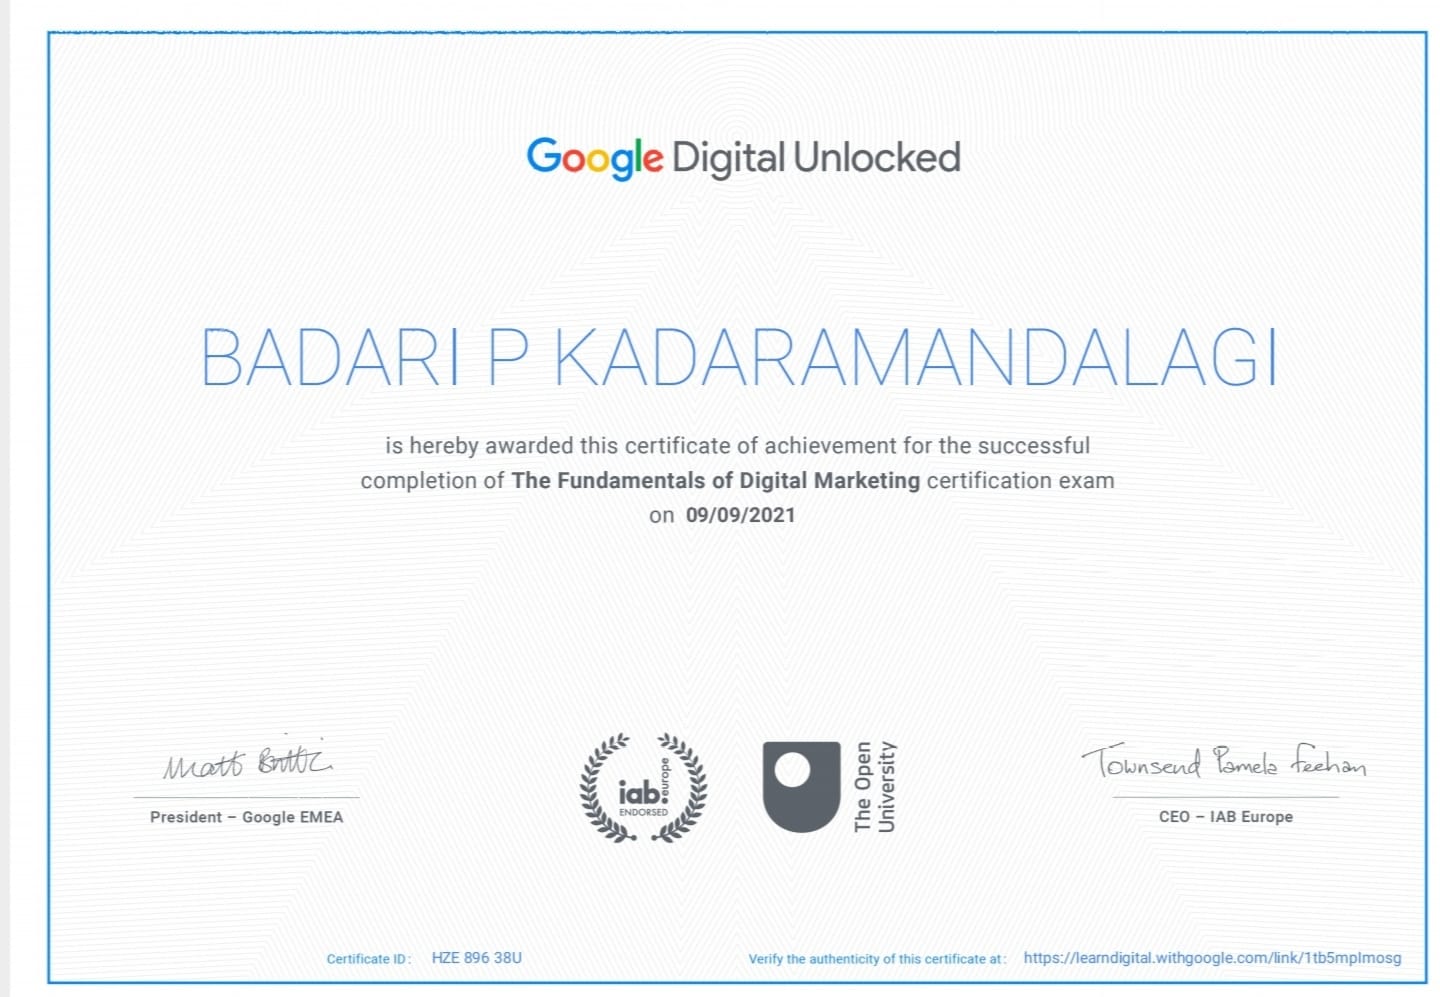 Google Digital Unlocked
BADARI P KADARAMANDALAGI
is hereby awarded this certificate of achievement for the successful
completion of The Fundamentals of Digital Marketing certification exam
on 09/09/2021
Matt Brittin
President – Google EMEA
iab europe
ENDORSED
The Open
University
Townsend Pamela Feehan
CEO – IAB Europe
Certificate ID: HZE 896 38U
Verify the authenticity of this certificate at: https://learndigital.withgoogle.com/link/1tb5mplmosg